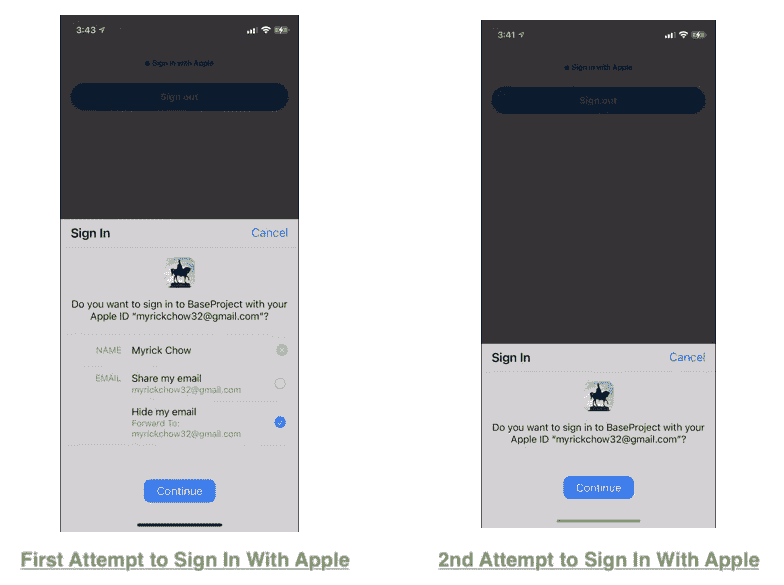 3:43
Sign in with Apple
Sign out
Sign In
Cancel
Do you want to sign in to BaseProject with your
Apple ID “myrickchow32@gmail.com”?
NAME Myrick Chow
EMAIL Share my email
myrickchow32@gmail.com
Hide my email
Forward To:
myrickchow32@gmail.com
Continue
First Attempt to Sign In With Apple
3:41
Sign in with Apple
Sign out
Sign In
Cancel
Do you want to sign in to BaseProject with your
Apple ID “myrickchow32@gmail.com”?
Continue
2nd Attempt to Sign In With Apple